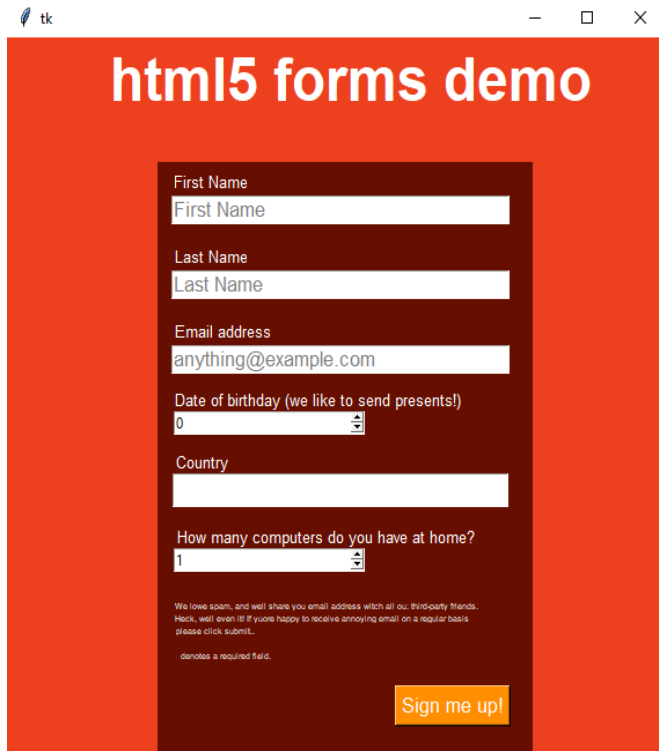 tk
html5 forms demo
First Name
First Name
Last Name
Last Name
Email address
anything@example.com
Date of birthday (we like to send presents!)
0
Country
How many computers do you have at home?
1
We lowe spam, and well share you email address witch all ou: third-party friends.
Heck, well even it! If yuore happy to receive annoying email on a regular basis
please click submit..
denotes a required field.
Sign me up!